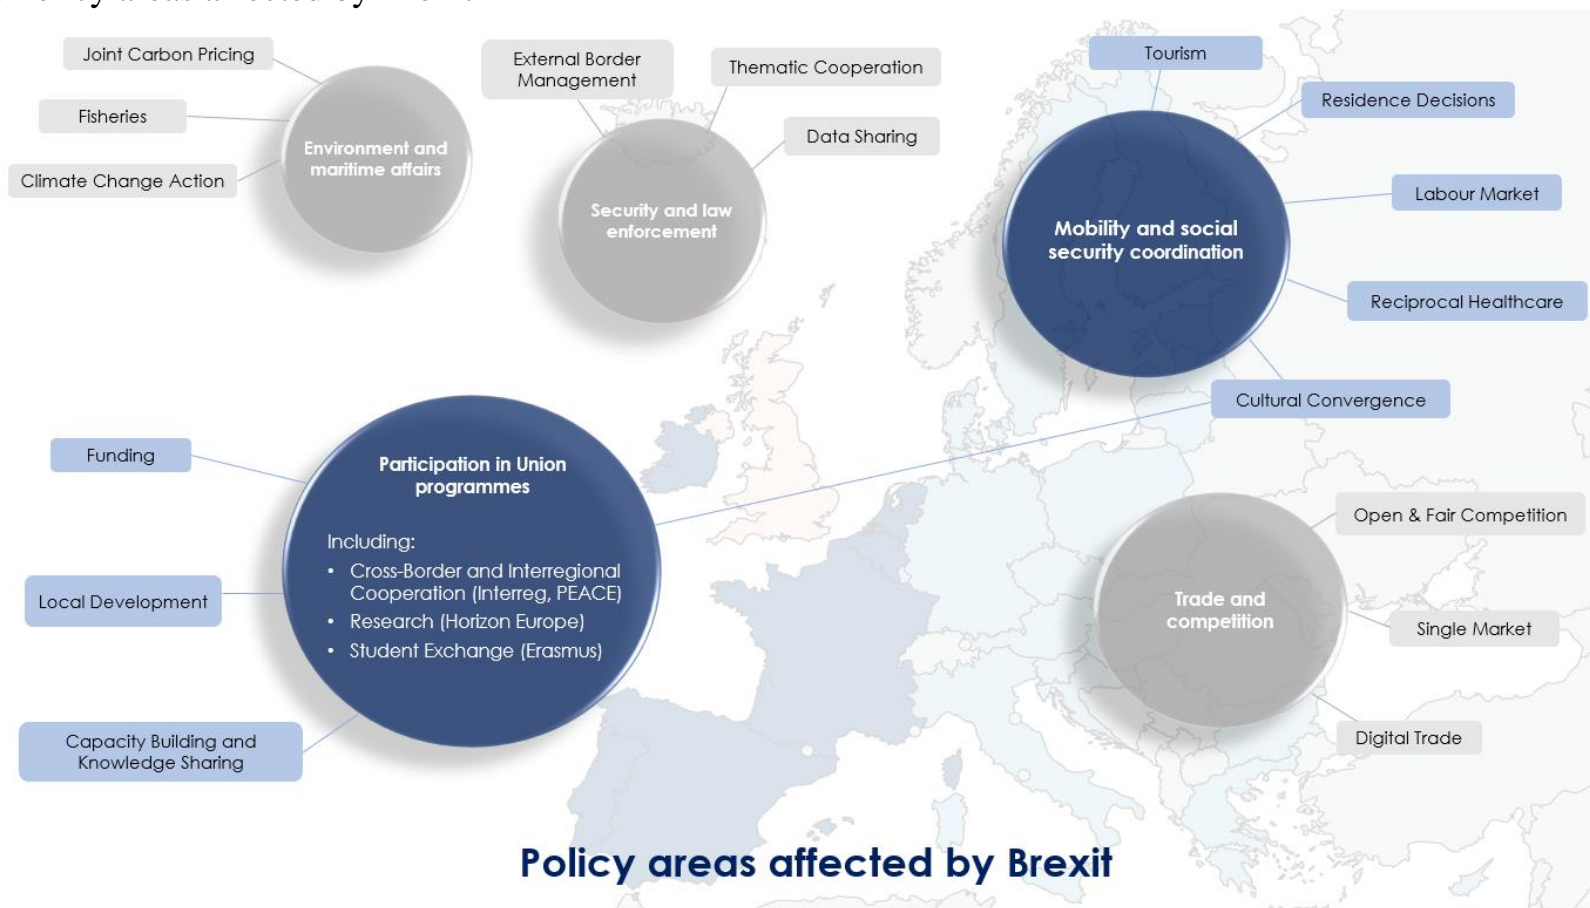 Joint Carbon Pricing
Fisheries
Climate Change Action
Environment and
maritime affairs
External Border
Management
Thematic Cooperation
Data Sharing
Security and law
enforcement
Tourism
Residence Decisions
Labour Market
Reciprocal Healthcare
Cultural Convergence
Mobility and social
security coordination
Funding
Local Development
Capacity Building and
Knowledge Sharing
Participation in Union
programmes
Including:
• Cross-Border and Interregional
Cooperation (Interreg, PEACE)
• Research (Horizon Europe)
• Student Exchange (Erasmus)
Open & Fair Competition
Single Market
Digital Trade
Trade and
competition
Policy areas affected by Brexit